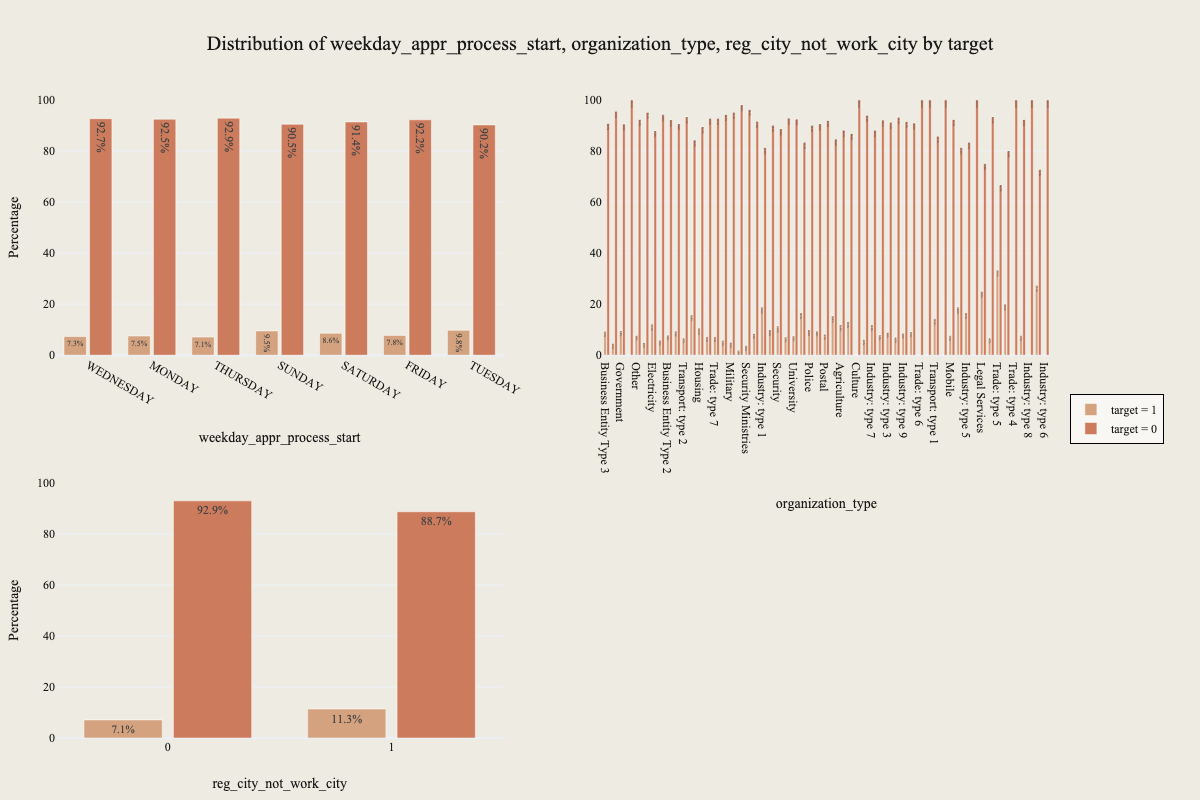 Distribution of weekday_appr_process_start, organization_type, reg_city_not_work_city by target
100
80
60
40
20
0
Percentage
7.3%
92.7%
7.5%
92.5%
7.1%
92.9%
9.5%
90.5%
8.6%
91.4%
7.8%
92.2%
9.8%
90.2%
WEDNESDAY
MONDAY
THURSDAY
SUNDAY
SATURDAY
FRIDAY
TUESDAY
weekday_appr_process_start
100
80
60
40
20
0
Business Entity Type 3
Government
Other
Electricity
Business Entity Type 2
Transport: type 2
Housing
Trade: type 7
Military
Security Ministries
Industry: type 1
Security
University
Police
Postal
Agriculture
Culture
Industry: type 7
Industry: type 3
Industry: type 9
Trade: type 6
Transport: type 1
Mobile
Industry: type 5
Legal Services
Trade: type 5
Trade: type 4
Industry: type 8
Industry: type 6
organization_type
target = 1
target = 0
100
80
60
40
20
0
Percentage
7.1%
92.9%
11.3%
88.7%
0
1
reg_city_not_work_city